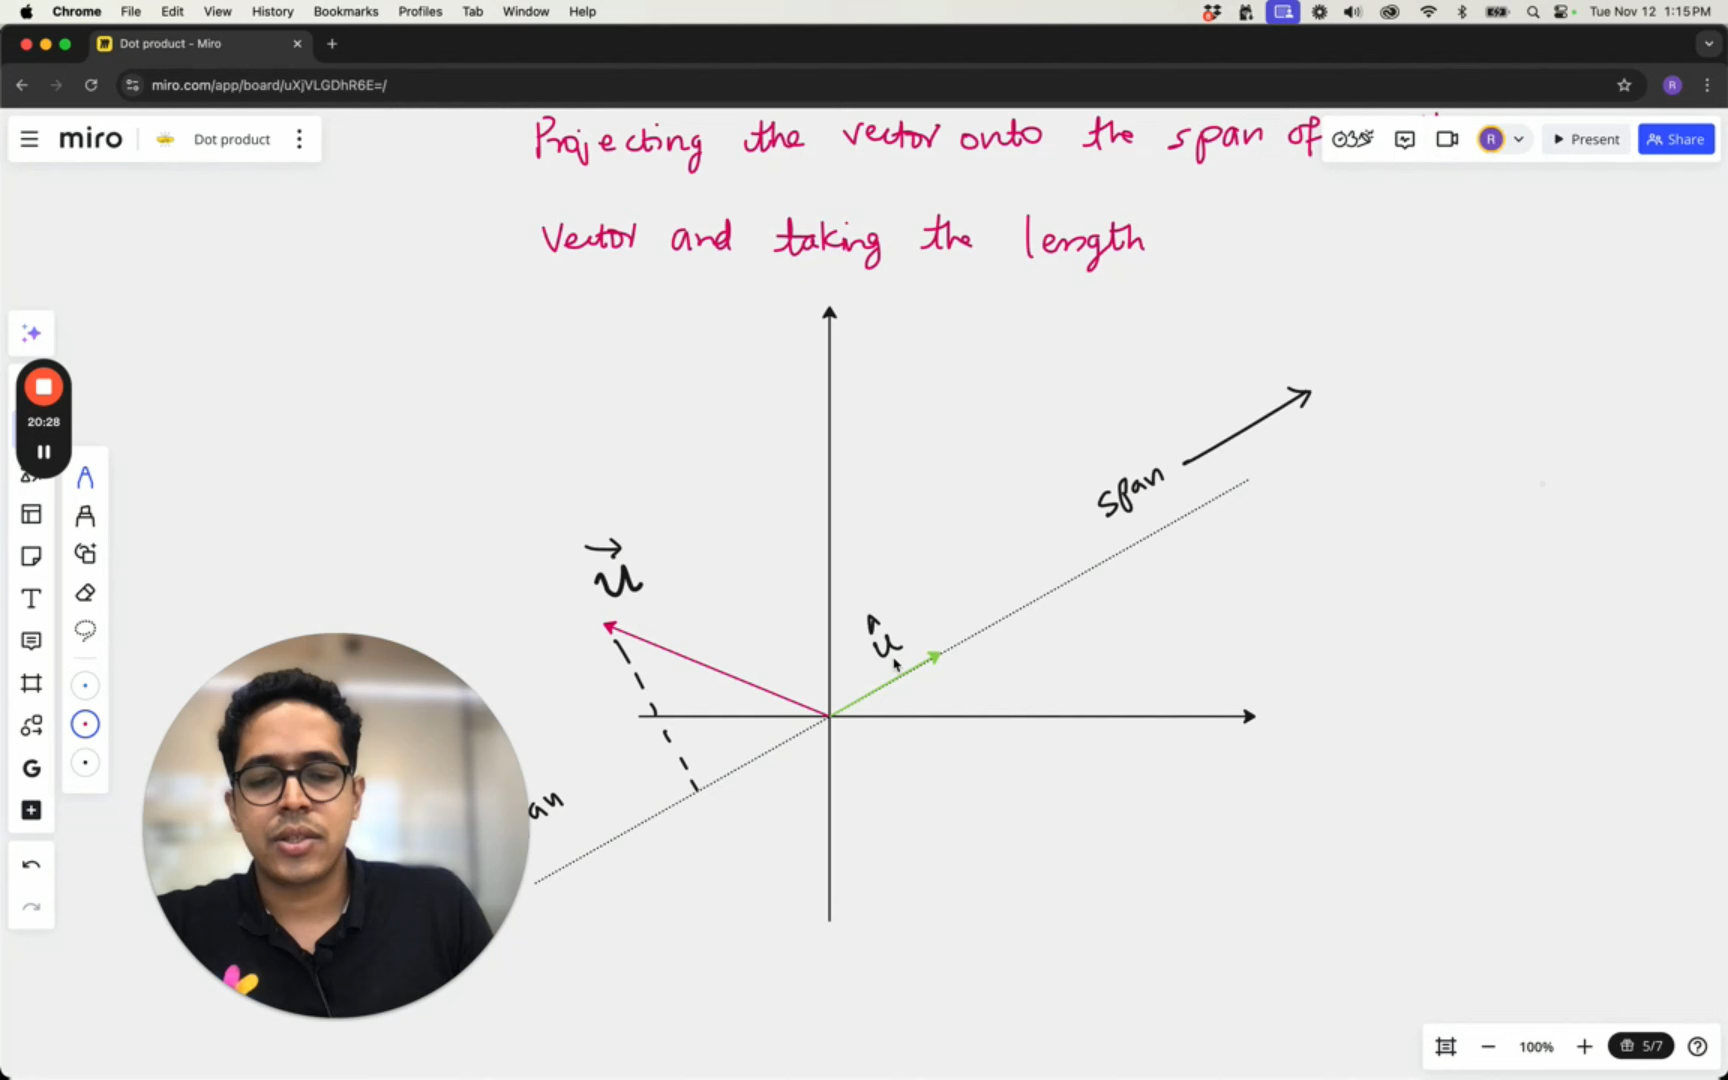 Chrome File Edit View History Bookmarks Profiles Tab Window Help Tue Nov 12 1:15 PM
Dot product - Miro
miro.com/app/board/uXjVLGDhR6E=/ R
miro Dot product R Present Share
Projecting the vector onto the span of
vector and taking the length
20:28
span
u
û
an
T
G
100% 5/7